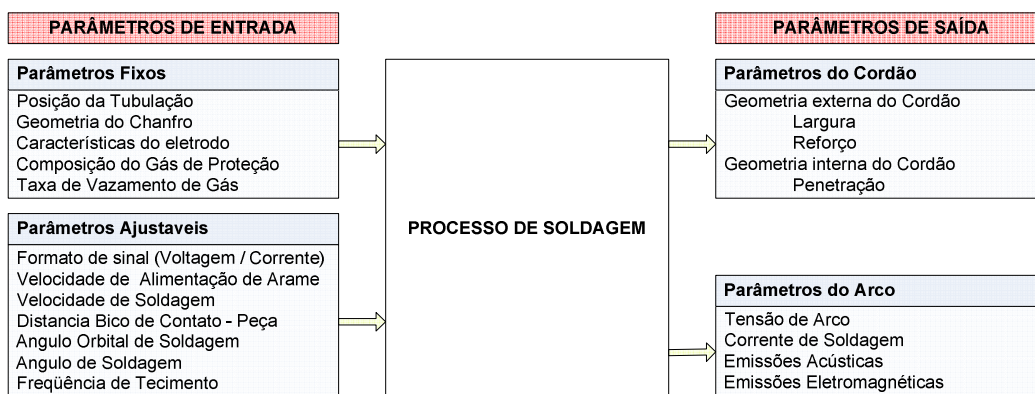 PARÂMETROS DE ENTRADA
Parâmetros Fixos
Posição da Tubulação
Geometria do Chanfro
Características do eletrodo
Composição do Gás de Proteção
Taxa de Vazamento de Gás
Parâmetros Ajustaveis
Formato de sinal (Voltagem / Corrente)
Velocidade de Alimentação de Arame
Velocidade de Soldagem
Distancia Bico de Contato - Peça
Angulo Orbital de Soldagem
Angulo de Soldagem
Freqüência de Tecimento
PROCESSO DE SOLDAGEM
PARÂMETROS DE SAÍDA
Parâmetros do Cordão
Geometria externa do Cordão
Largura
Reforço
Geometria interna do Cordão
Penetração
Parâmetros do Arco
Tensão de Arco
Corrente de Soldagem
Emissões Acústicas
Emissões Eletromagnéticas